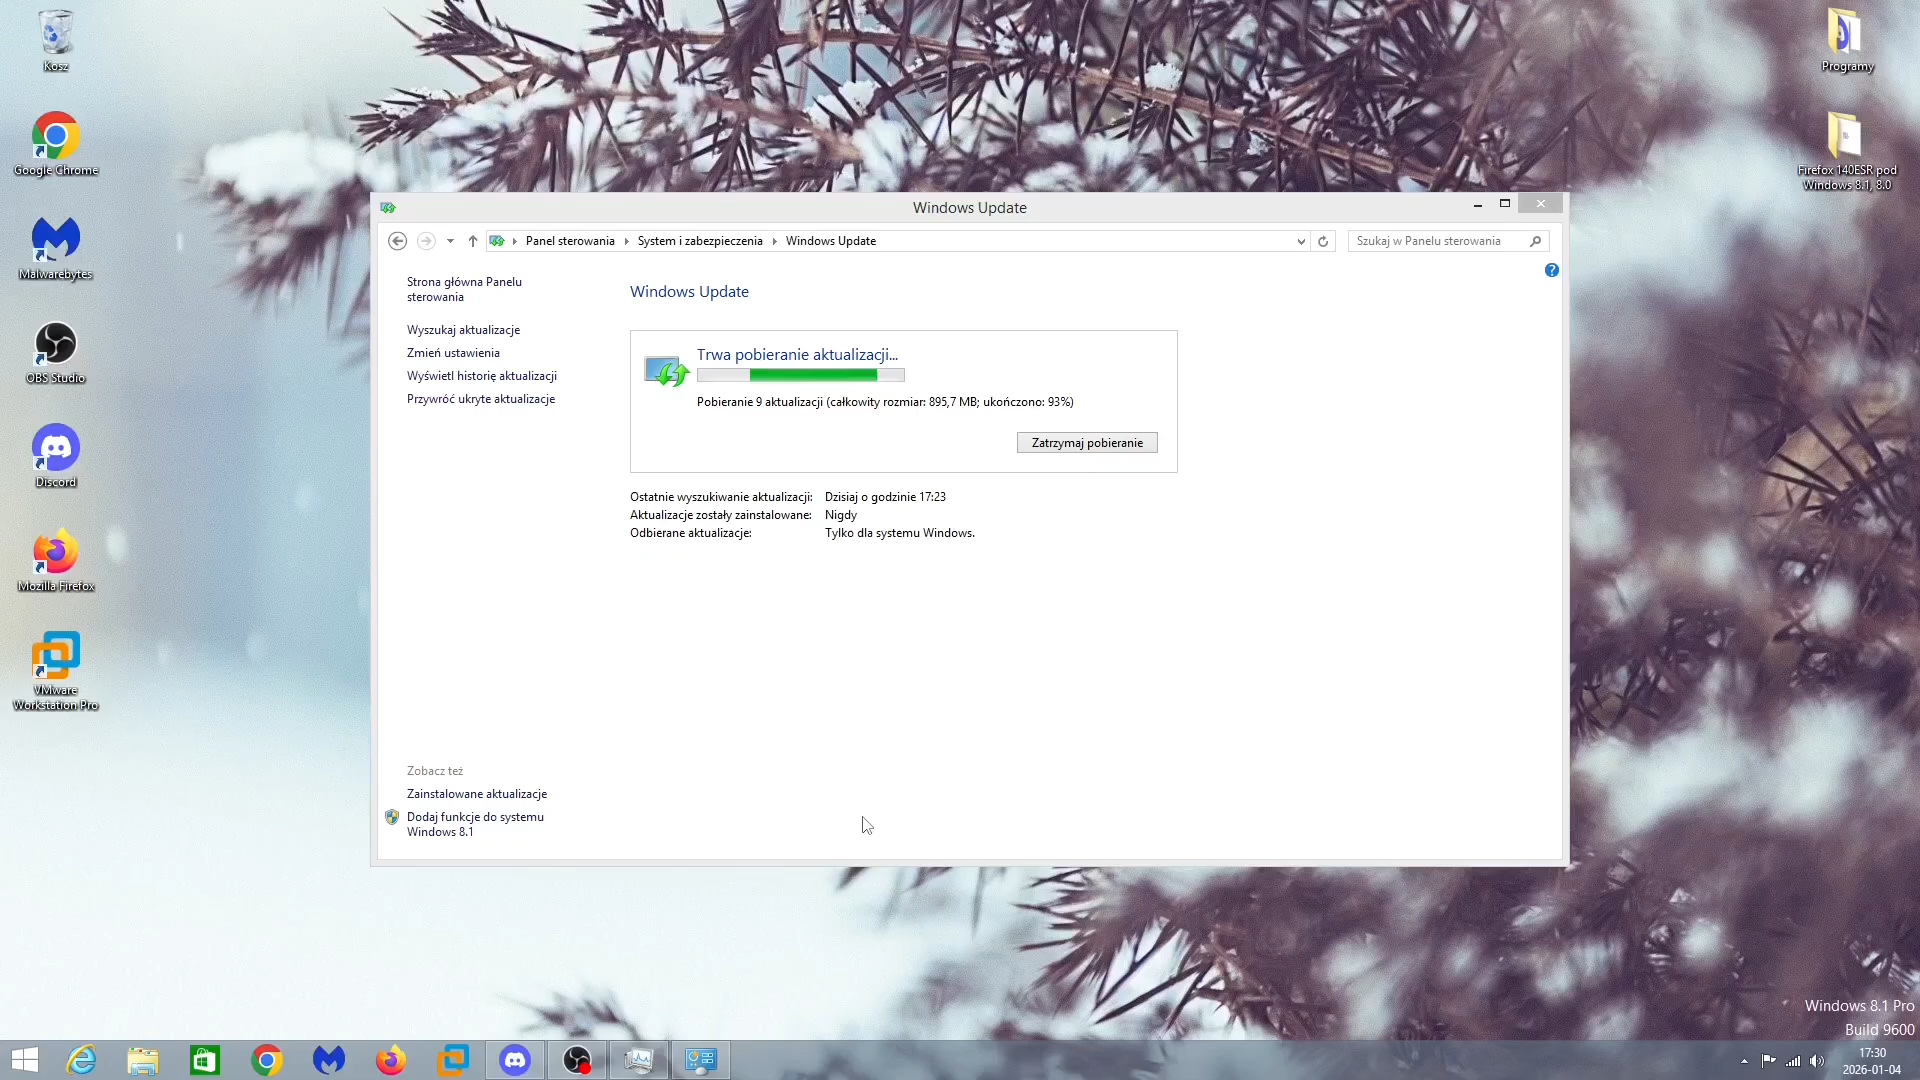 Kosz
Google Chrome
Malwarebytes
OBS Studio
Discord
Mozilla Firefox
VMware
Workstation Pro
Programy
Firefox 140ESR pod
Windows 8.1, 8.0
Windows Update
Panel sterowania
System i zabezpieczenia
Windows Update
Szukaj w Panelu sterowania
Strona główna Panelu
sterowania
Wyszukaj aktualizacje
Zmień ustawienia
Wyświetl historię aktualizacji
Przywróć ukryte aktualizacje
Windows Update
Trwa pobieranie aktualizacji...
Pobieranie 9 aktualizacji (całkowity rozmiar: 895,7 MB; ukończono: 93%)
Zatrzymaj pobieranie
Ostatnie wyszukiwanie aktualizacji: Dzisiaj o godzinie 17:23
Aktualizacje zostały zainstalowane: Nigdy
Odbierane aktualizacje: Tylko dla systemu Windows.
Zobacz też
Zainstalowane aktualizacje
Dodaj funkcje do systemu
Windows 8.1
Windows 8.1 Pro
Build 9600
17:30
2026-01-04